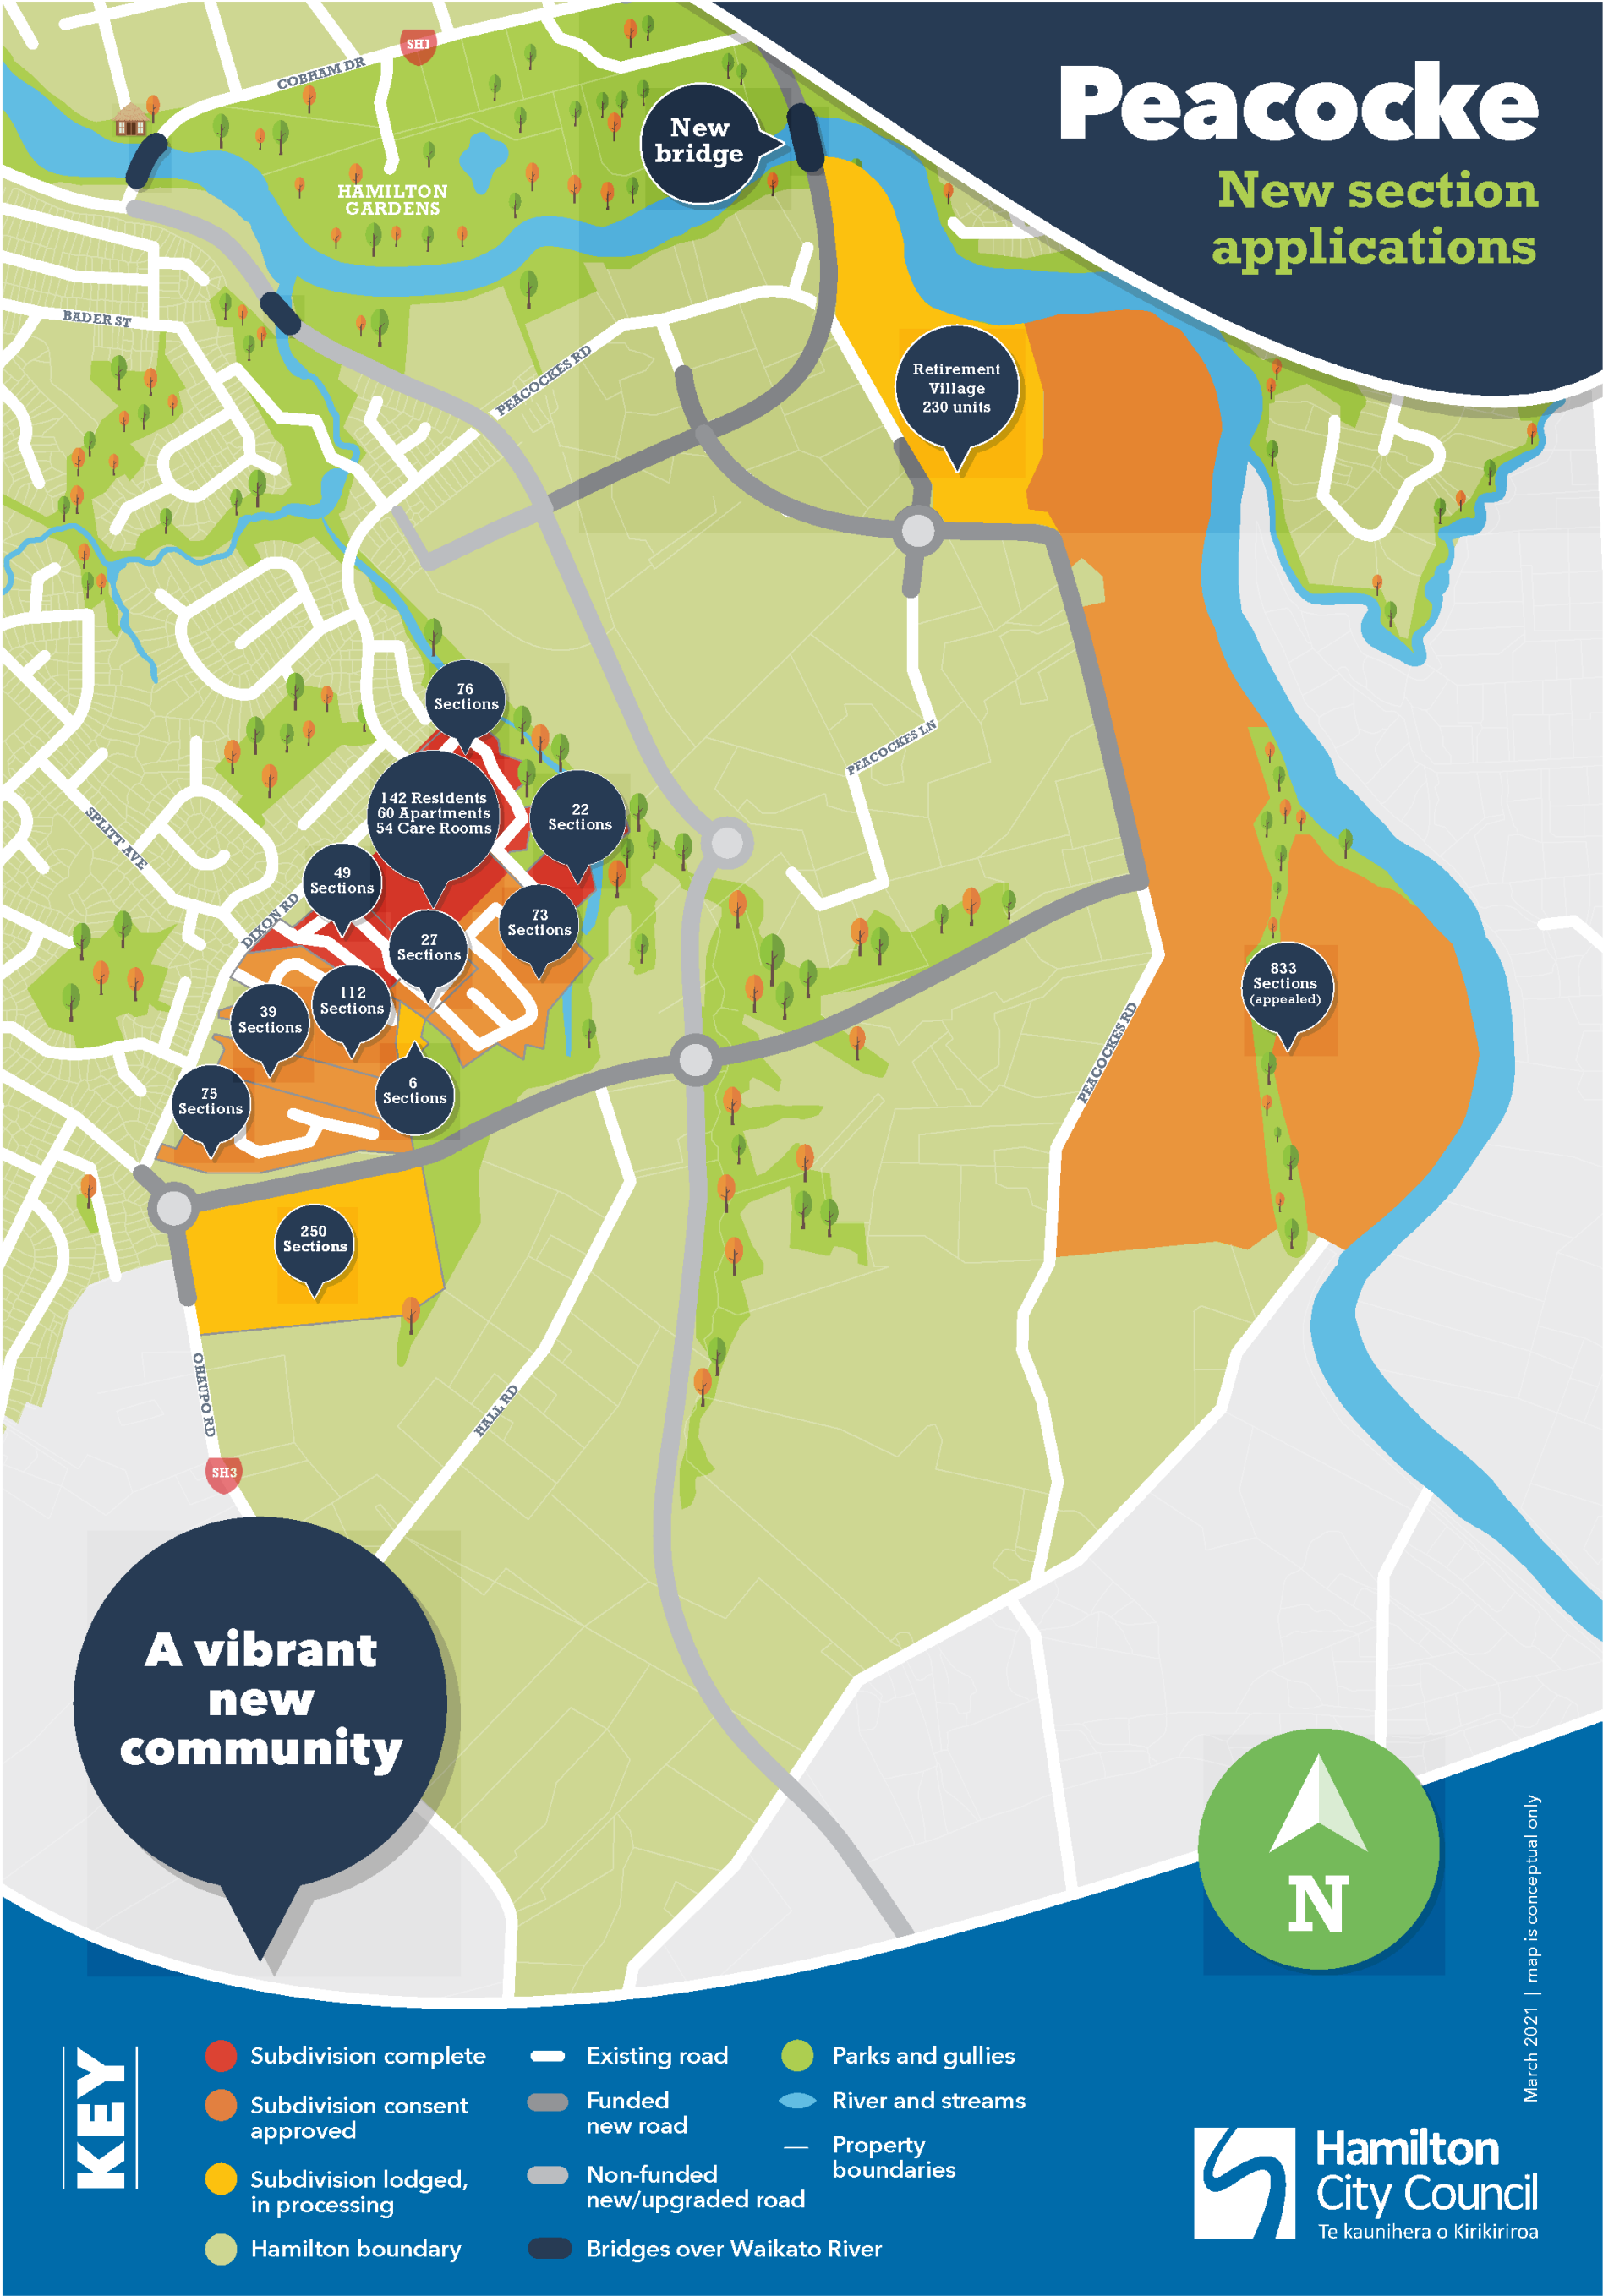 Peacocke
New section
applications
SH1
COBHAM DR
HAMILTON
GARDENS
New
bridge
BADER ST
PEACOCKES RD
Retirement
Village
230 units
76
Sections
142 Residents
60 Apartments
54 Care Rooms
22
Sections
PEACOCKES LN
SPLITT AVE
49
Sections
DIXON RD
73
Sections
27
Sections
833
Sections
(appealed)
112
Sections
39
Sections
75
Sections
6
Sections
PEACOCKES RD
250
Sections
OHAUPO RD
HALL RD
SH3
A vibrant
new
community
N
March 2021 | map is conceptual only
KEY
Subdivision complete
Subdivision consent
approved
Subdivision lodged,
in processing
Hamilton boundary
Existing road
Funded
new road
Non-funded
new/upgraded road
Bridges over Waikato River
Parks and gullies
River and streams
Property
boundaries
Hamilton
City Council
Te kaunihera o Kirikiriroa